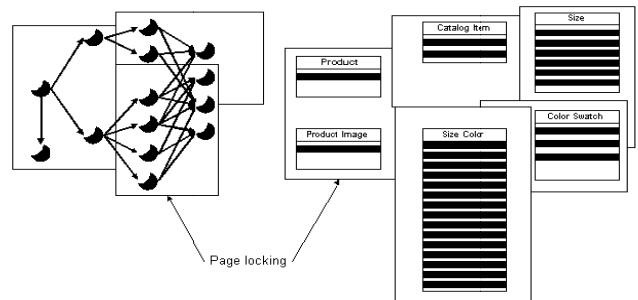 Size
Catalog Item
Product
Color Swatch
Product Image
Size Color
Page locking